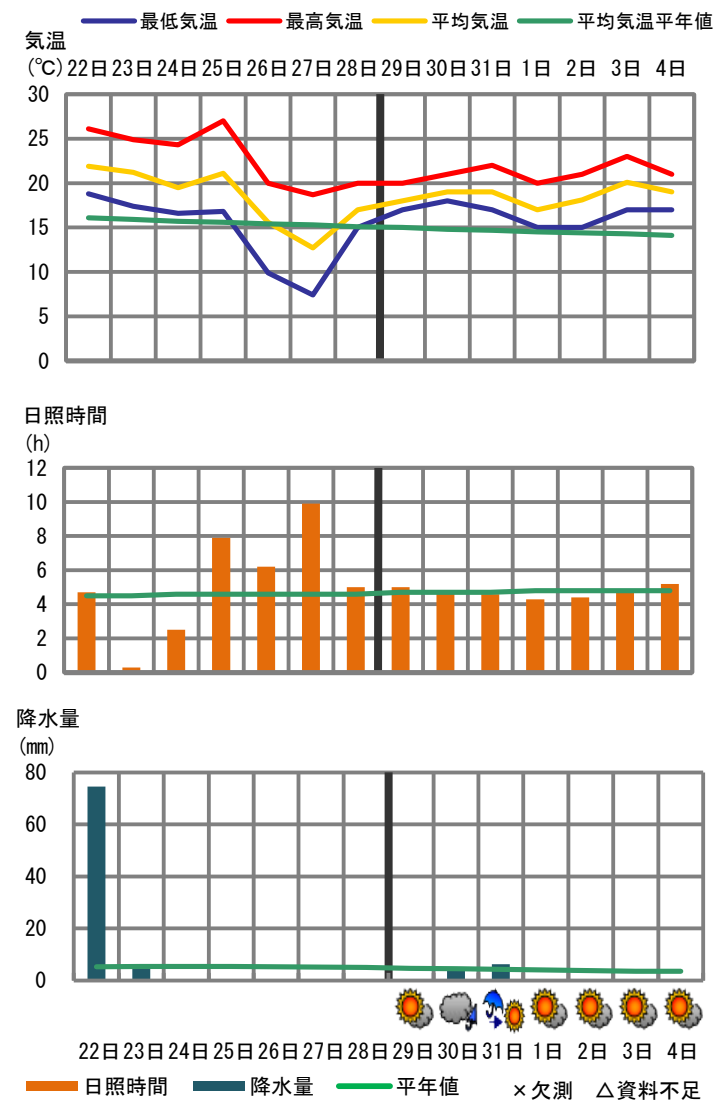 最低気温 最高気温 平均気温 平均気温平年値
気温
(℃) 22日 23日 24日 25日 26日 27日 28日 29日 30日 31日 1日 2日 3日 4日
30
25
20
15
10
5
0
日照時間
(h)
12
10
8
6
4
2
0
降水量
(㎜)
80
60
40
20
0
22日 23日 24日 25日 26日 27日 28日 29日 30日 31日 1日 2日 3日 4日
日照時間 降水量 平年値 ×欠測 △資料不足